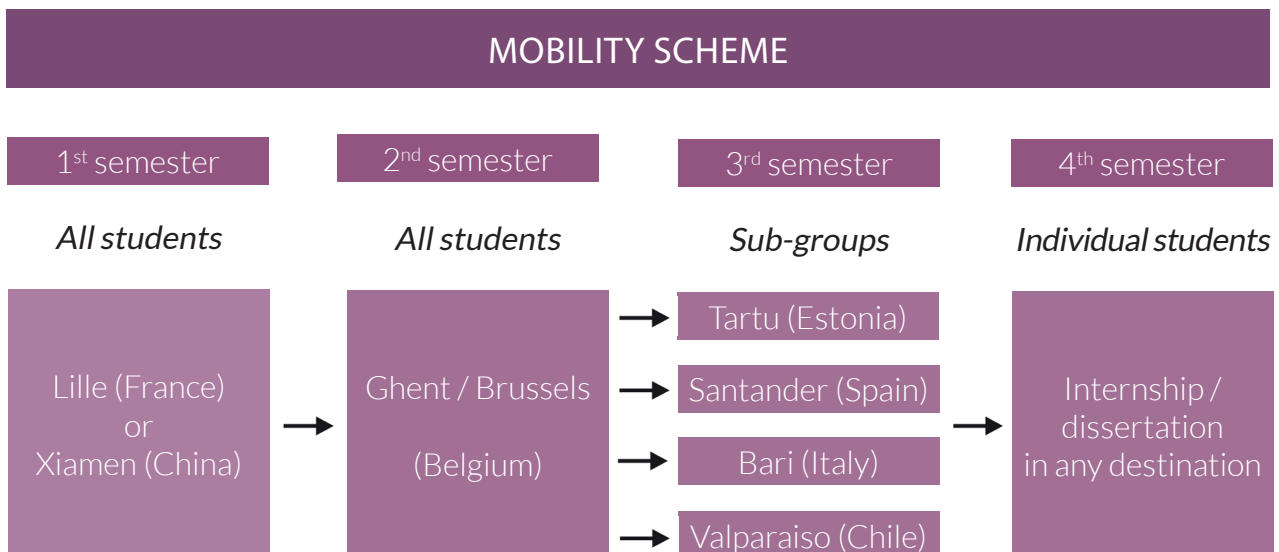 MOBILITY SCHEME
1st semester
2nd semester
3rd semester
4th semester
All students
All students
Sub-groups
Individual students
Lille (France)
or
Xiamen (China)
Ghent / Brussels
(Belgium)
Tartu (Estonia)
Santander (Spain)
Bari (Italy)
Valparaiso (Chile)
Internship /
dissertation
in any destination